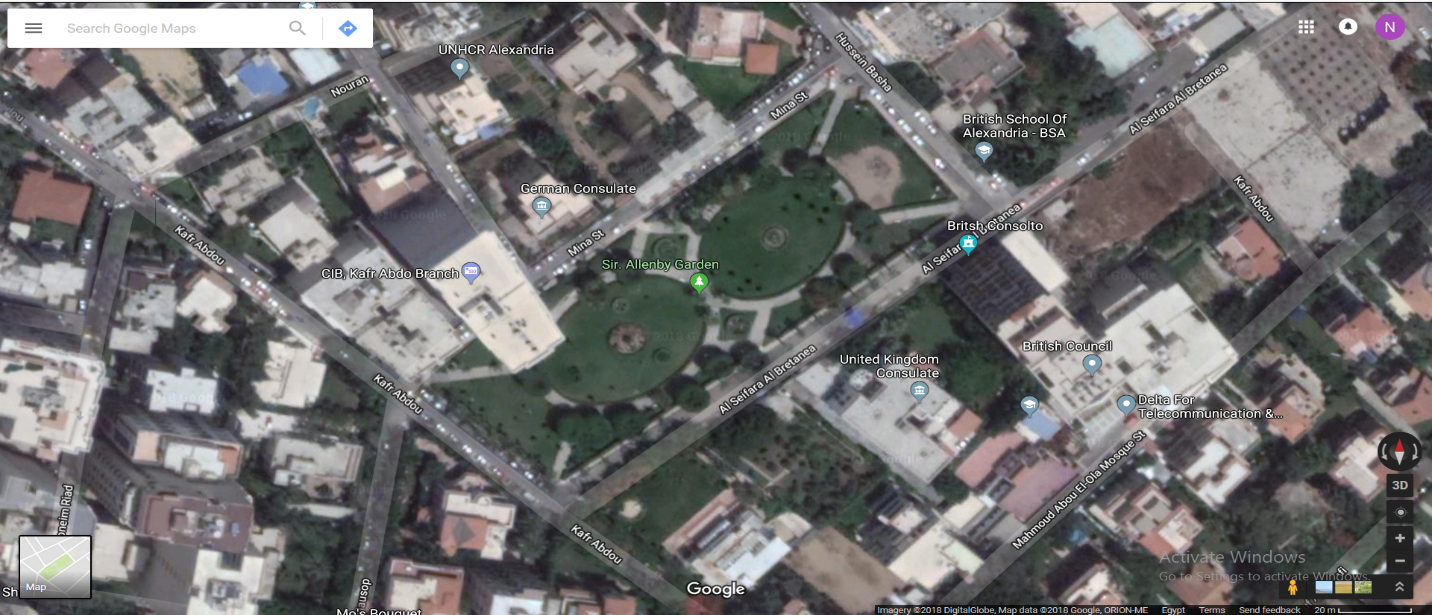 Search Google Maps
N
UNHCR Alexandria
Hussein Basha
Nouran
Mina St
Al Seifara Al Bretanea
British School Of
Alexandria - BSA
German Consulate
Kafr Abdou
Britsh Consolto
Mina St
Al Seifara Al Bretanea
Kafr Abdou
Sir. Allenby Garden
CIB, Kafr Abdo Branch
British Council
United Kingdom
Consulate
Al Seifara Al Bretanea
Kafr Abdou
Delta For
Telecommunication &...
Mahmoud Abou El-Ola Mosque St
3D
Kafr Abdou
Activate Windows
Go to Settings to activate Windows.
Map
Google
Mo's Bouquet
Imagery ©2018 DigitalGlobe, Map data ©2018 Google, ORION-ME
Egypt
Terms
Send feedback
20 m